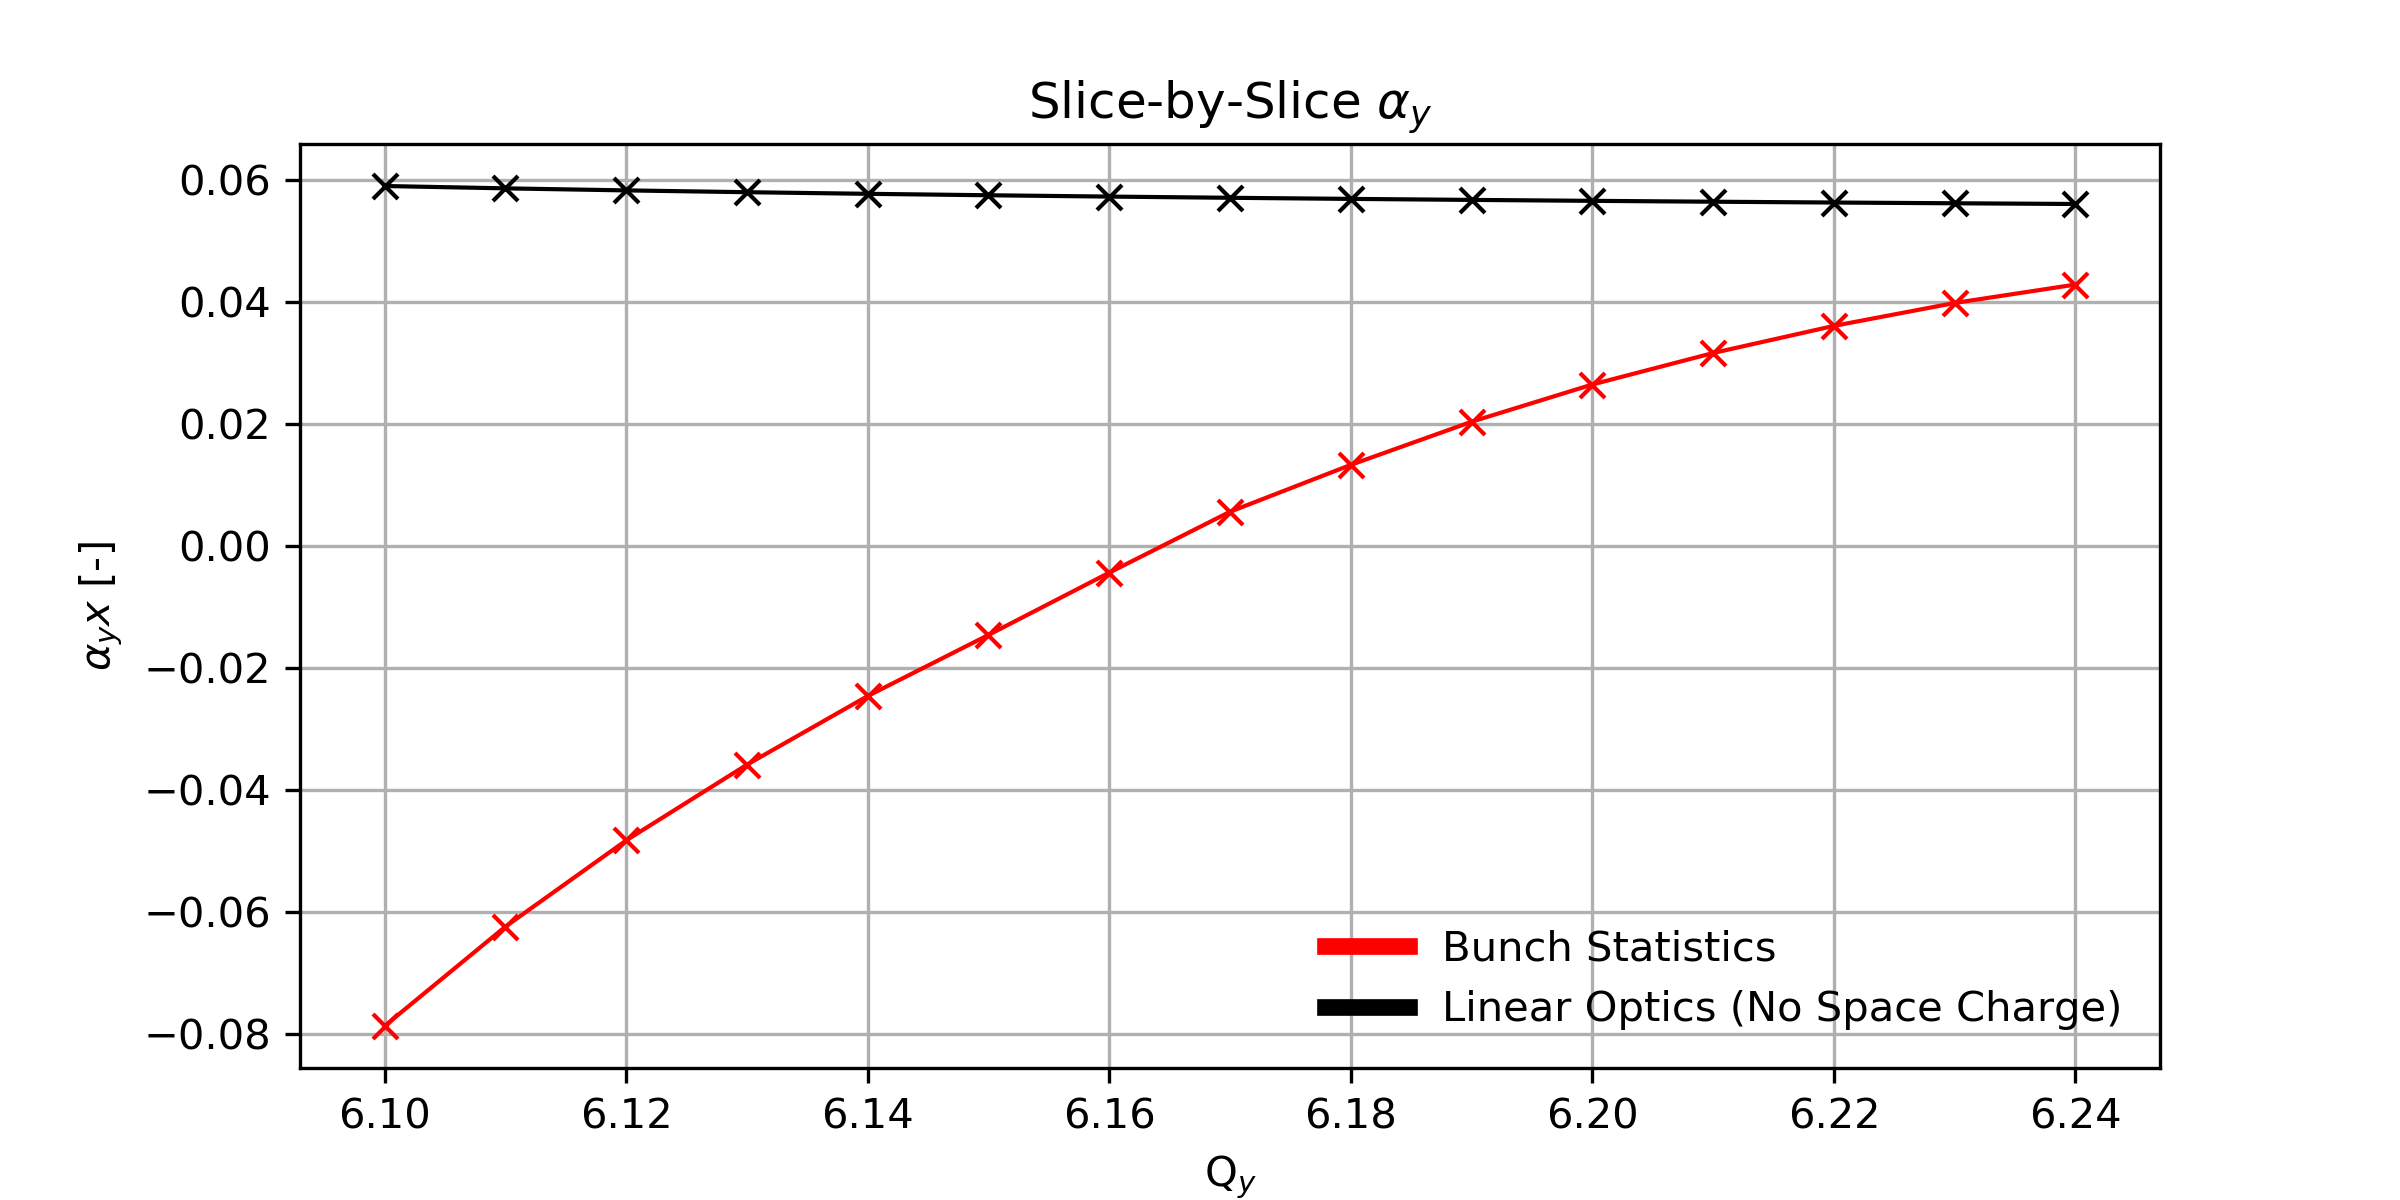 Slice-by-Slice αy
0.06
0.04
0.02
0.00
−0.02
−0.04
−0.06
−0.08
αyx [-]
Bunch Statistics
Linear Optics (No Space Charge)
6.10 6.12 6.14 6.16 6.18 6.20 6.22 6.24
Qy